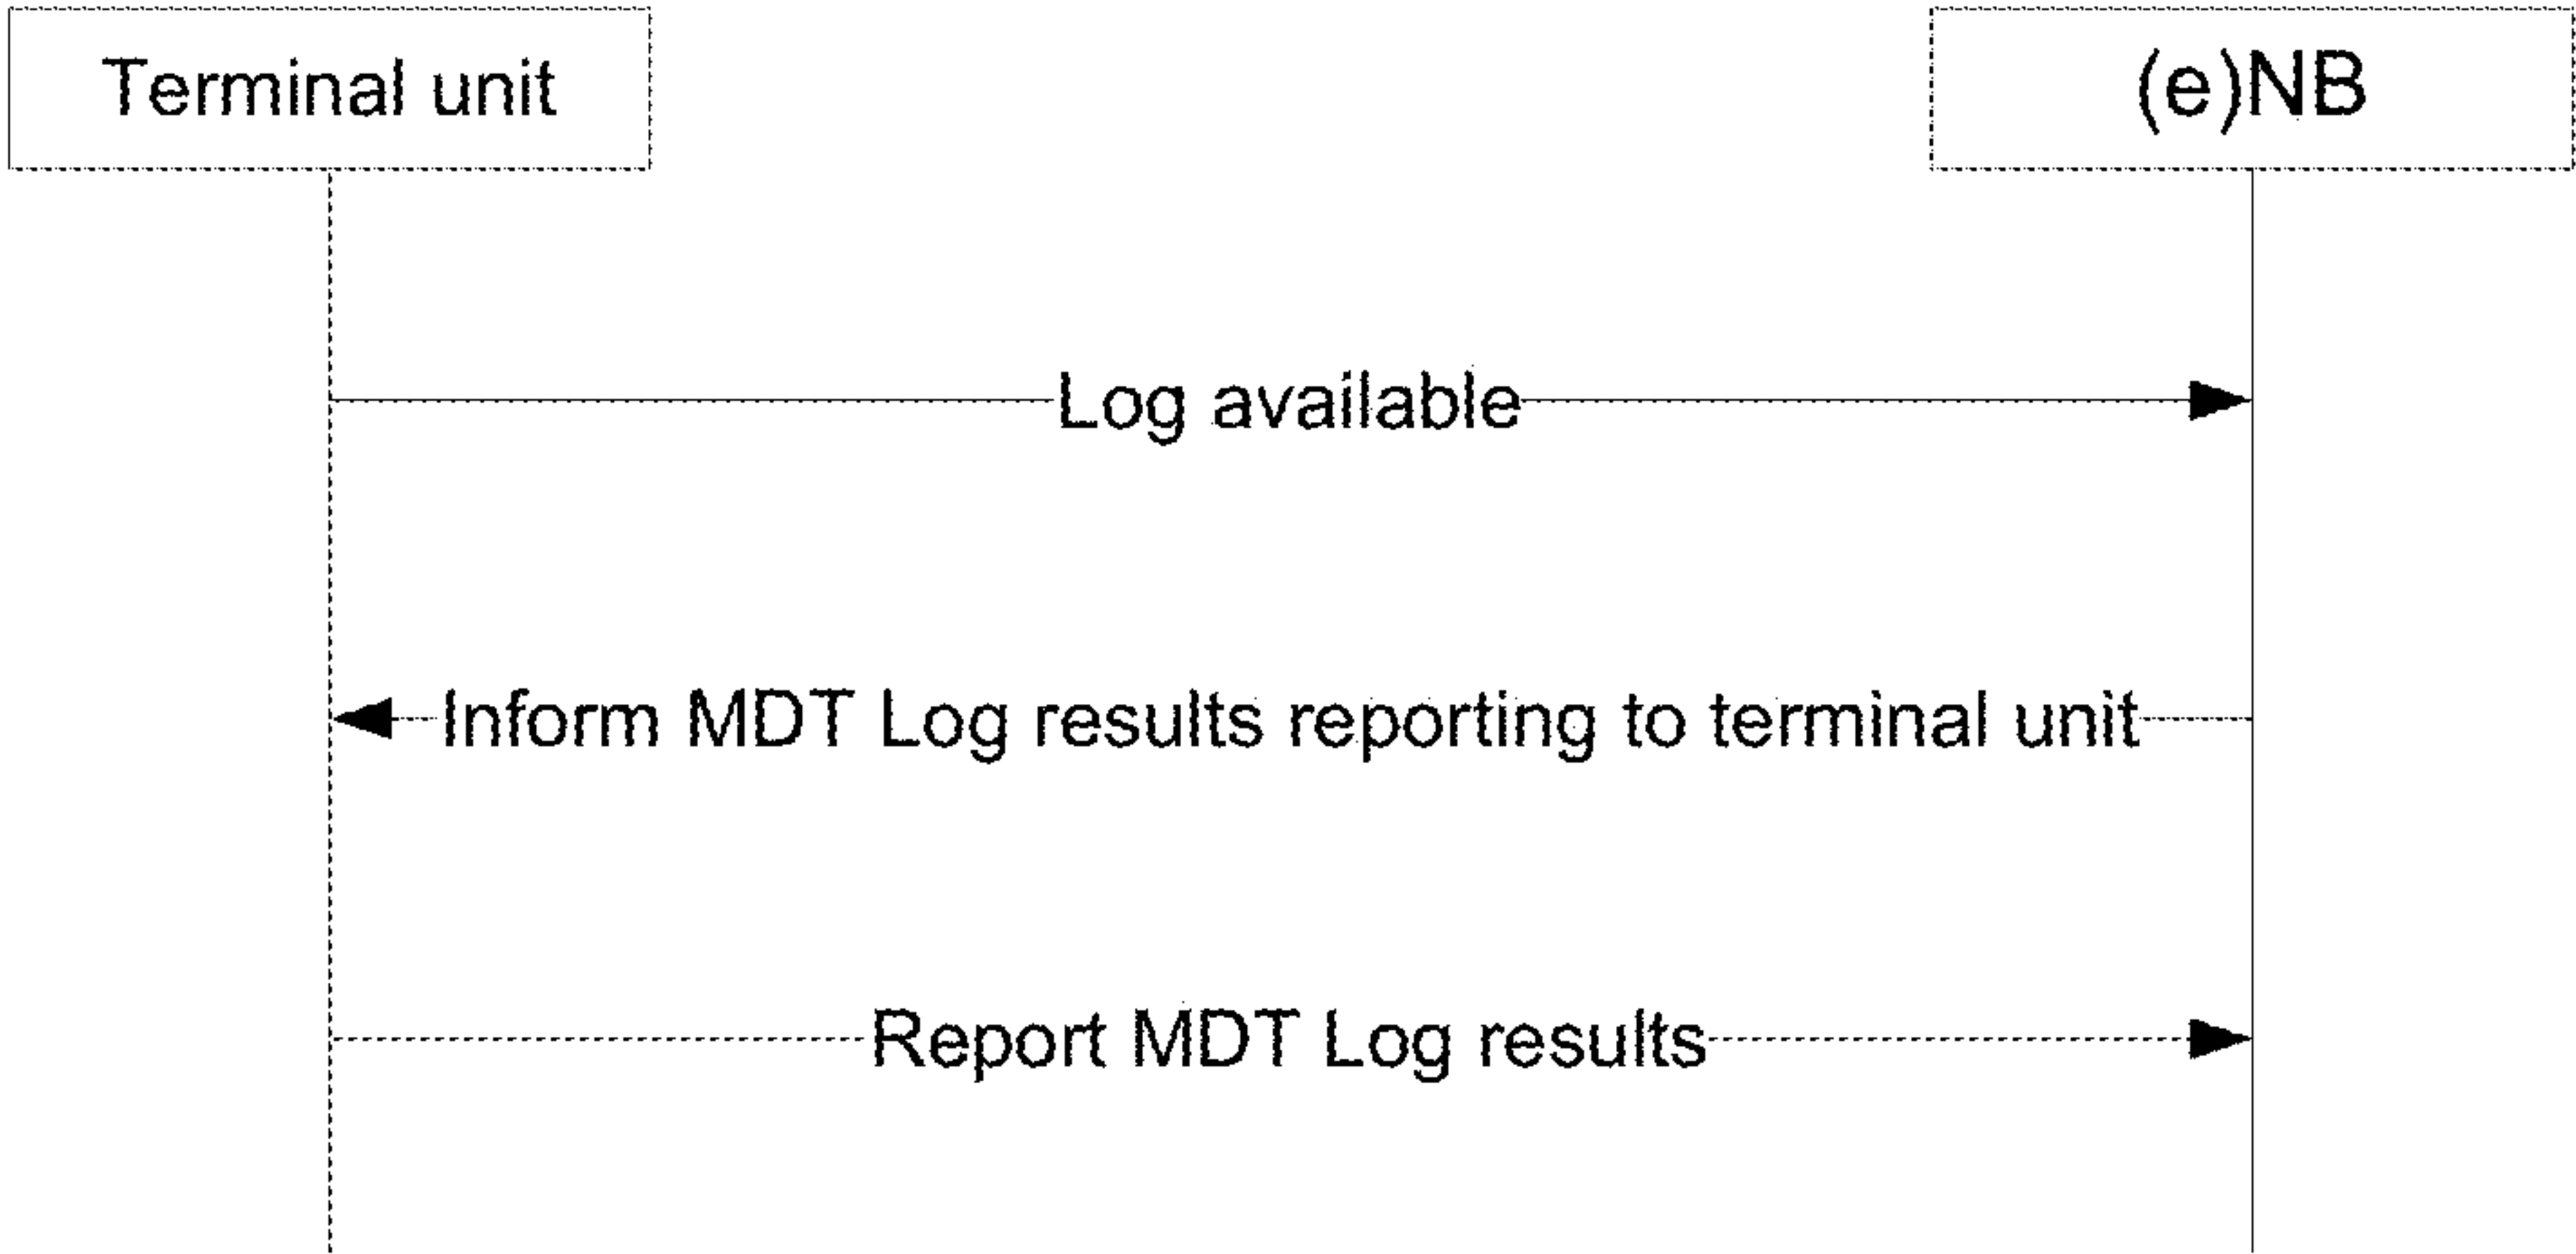 Terminal unit
(e)NB
Log available
Inform MDT Log results reporting to terminal unit
Report MDT Log results